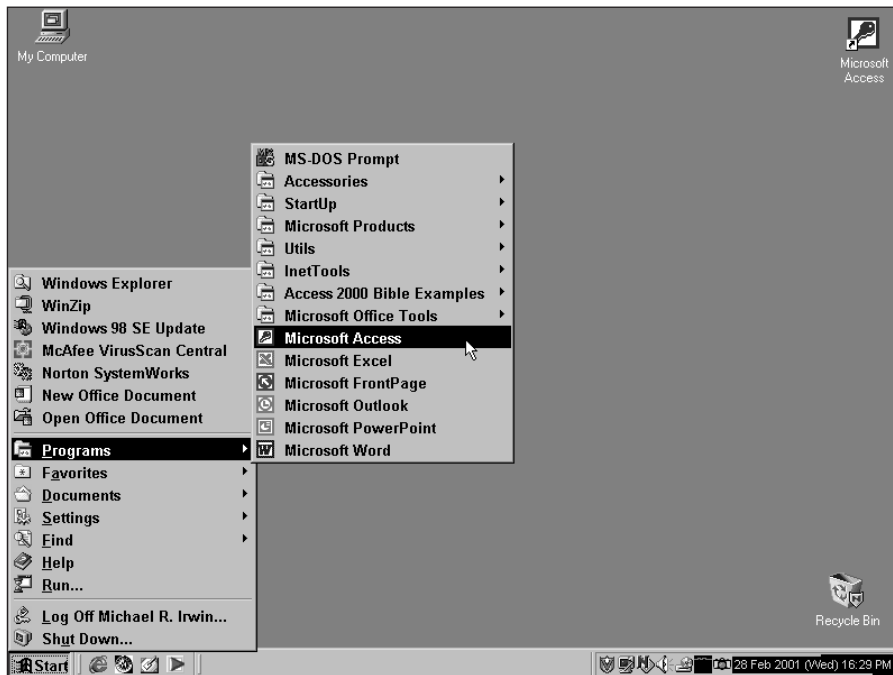 My Computer
Microsoft
Access
MS-DOS Prompt
Accessories
StartUp
Microsoft Products
Utils
InetTools
Access 2000 Bible Examples
Microsoft Office Tools
Microsoft Access
Microsoft Excel
Microsoft FrontPage
Microsoft Outlook
Microsoft PowerPoint
Microsoft Word
Windows Explorer
WinZip
Windows 98 SE Update
McAfee VirusScan Central
Norton SystemWorks
New Office Document
Open Office Document
Programs
Favorites
Documents
Settings
Find
Help
Run...
Log Off Michael R. Irwin...
Shut Down...
Recycle Bin
Start
28 Feb 2001 (Wed) 16:29 PM